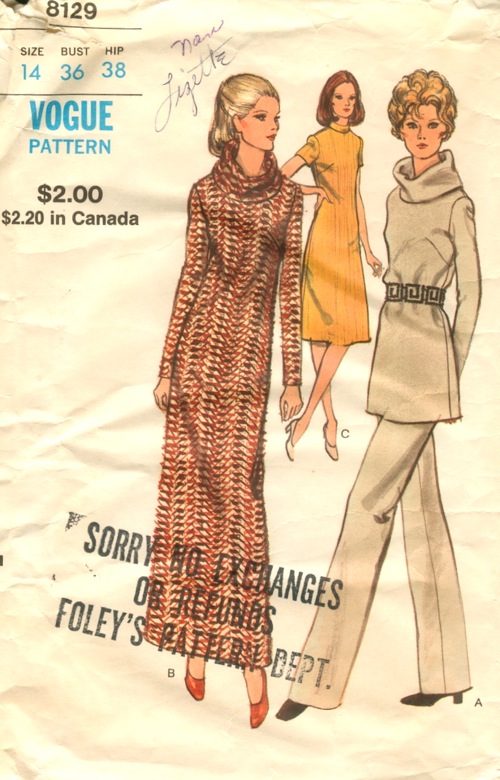 8129
SIZE BUST HIP
14 36 38
VOGUE
PATTERN
$2.00
$2.20 in Canada
Lizette
C
SORRY NO EXCHANGES
OR REFUNDS
FOLEY'S PATTERN DEPT.
B
A